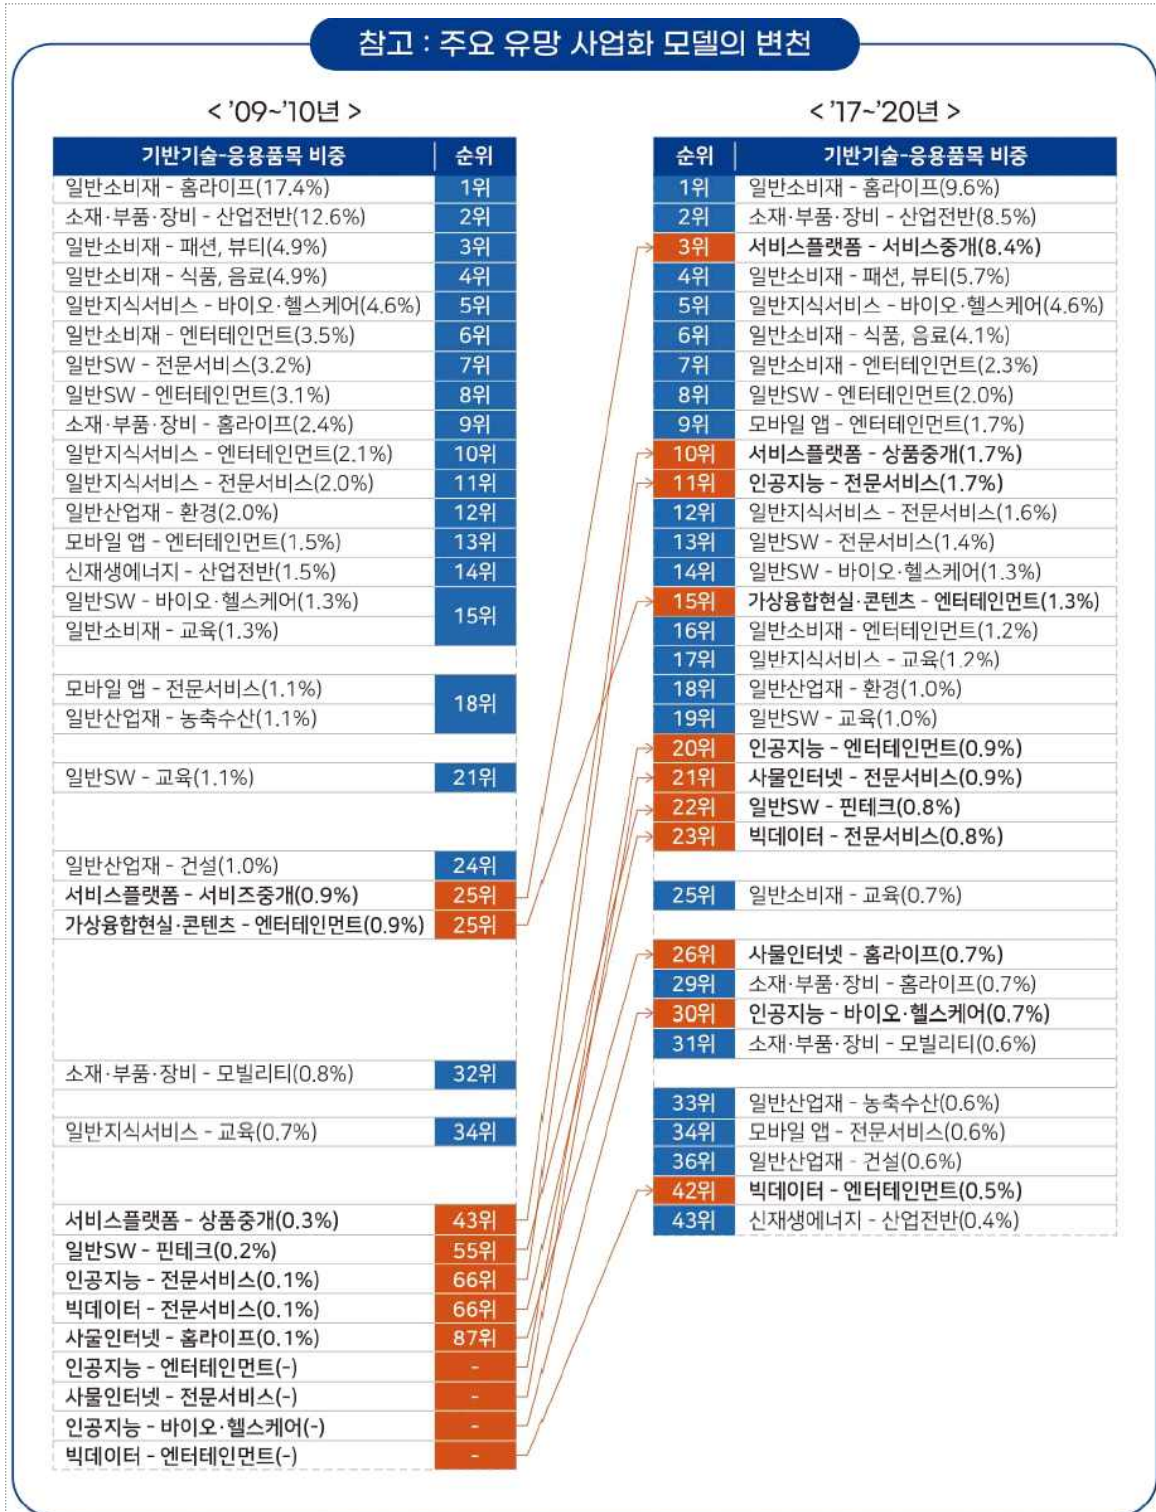 참고 : 주요 유망 사업화 모델의 변천
< '09~'10년 >
기반기술-응용품목 비중 순위
일반소비재 - 홈라이프(17.4%) 1위
소재·부품·장비 - 산업전반(12.6%) 2위
일반소비재 - 패션, 뷰티(4.9%) 3위
일반소비재 - 식품, 음료(4.9%) 4위
일반지식서비스 - 바이오·헬스케어(4.6%) 5위
일반소비재 - 엔터테인먼트(3.5%) 6위
일반SW - 전문서비스(3.2%) 7위
일반SW - 엔터테인먼트(3.1%) 8위
소재·부품·장비 - 홈라이프(2.4%) 9위
일반지식서비스 - 엔터테인먼트(2.1%) 10위
일반지식서비스 - 전문서비스(2.0%) 11위
일반산업재 - 환경(2.0%) 12위
모바일 앱 - 엔터테인먼트(1.5%) 13위
신재생에너지 - 산업전반(1.5%) 14위
일반SW - 바이오·헬스케어(1.3%) 15위
일반소비재 - 교육(1.3%)
모바일 앱 - 전문서비스(1.1%) 18위
일반산업재 - 농축수산(1.1%)
일반SW - 교육(1.1%) 21위
일반산업재 - 건설(1.0%) 24위
서비스플랫폼 - 서비즈중개(0.9%) 25위
가상융합현실·콘텐츠 - 엔터테인먼트(0.9%) 25위
소재·부품·장비 - 모빌리티(0.8%) 32위
일반지식서비스 - 교육(0.7%) 34위
서비스플랫폼 - 상품중개(0.3%) 43위
일반SW - 핀테크(0.2%) 55위
인공지능 - 전문서비스(0.1%) 66위
빅데이터 - 전문서비스(0.1%) 66위
사물인터넷 - 홈라이프(0.1%) 87위
인공지능 - 엔터테인먼트(-) -
사물인터넷 - 전문서비스(-) -
인공지능 - 바이오·헬스케어(-) -
빅데이터 - 엔터테인먼트(-) -
< '17~'20년 >
순위 기반기술-응용품목 비중
1위 일반소비재 - 홈라이프(9.6%)
2위 소재·부품·장비 - 산업전반(8.5%)
3위 서비스플랫폼 - 서비스중개(8.4%)
4위 일반소비재 - 패션, 뷰티(5.7%)
5위 일반지식서비스 - 바이오·헬스케어(4.6%)
6위 일반소비재 - 식품, 음료(4.1%)
7위 일반소비재 - 엔터테인먼트(2.3%)
8위 일반SW - 엔터테인먼트(2.0%)
9위 모바일 앱 - 엔터테인먼트(1.7%)
10위 서비스플랫폼 - 상품중개(1.7%)
11위 인공지능 - 전문서비스(1.7%)
12위 일반지식서비스 - 전문서비스(1.6%)
13위 일반SW - 전문서비스(1.4%)
14위 일반SW - 바이오·헬스케어(1.3%)
15위 가상융합현실·콘텐츠 - 엔터테인먼트(1.3%)
16위 일반소비재 - 엔터테인먼트(1.2%)
17위 일반지식서비스 - 교육(1.2%)
18위 일반산업재 - 환경(1.0%)
19위 일반SW - 교육(1.0%)
20위 인공지능 - 엔터테인먼트(0.9%)
21위 사물인터넷 - 전문서비스(0.9%)
22위 일반SW - 핀테크(0.8%)
23위 빅데이터 - 전문서비스(0.8%)
25위 일반소비재 - 교육(0.7%)
26위 사물인터넷 - 홈라이프(0.7%)
29위 소재·부품·장비 - 홈라이프(0.7%)
30위 인공지능 - 바이오·헬스케어(0.7%)
31위 소재·부품·장비 - 모빌리티(0.6%)
33위 일반산업재 - 농축수산(0.6%)
34위 모바일 앱 - 전문서비스(0.6%)
36위 일반산업재 - 건설(0.6%)
42위 빅데이터 - 엔터테인먼트(0.5%)
43위 신재생에너지 - 산업전반(0.4%)